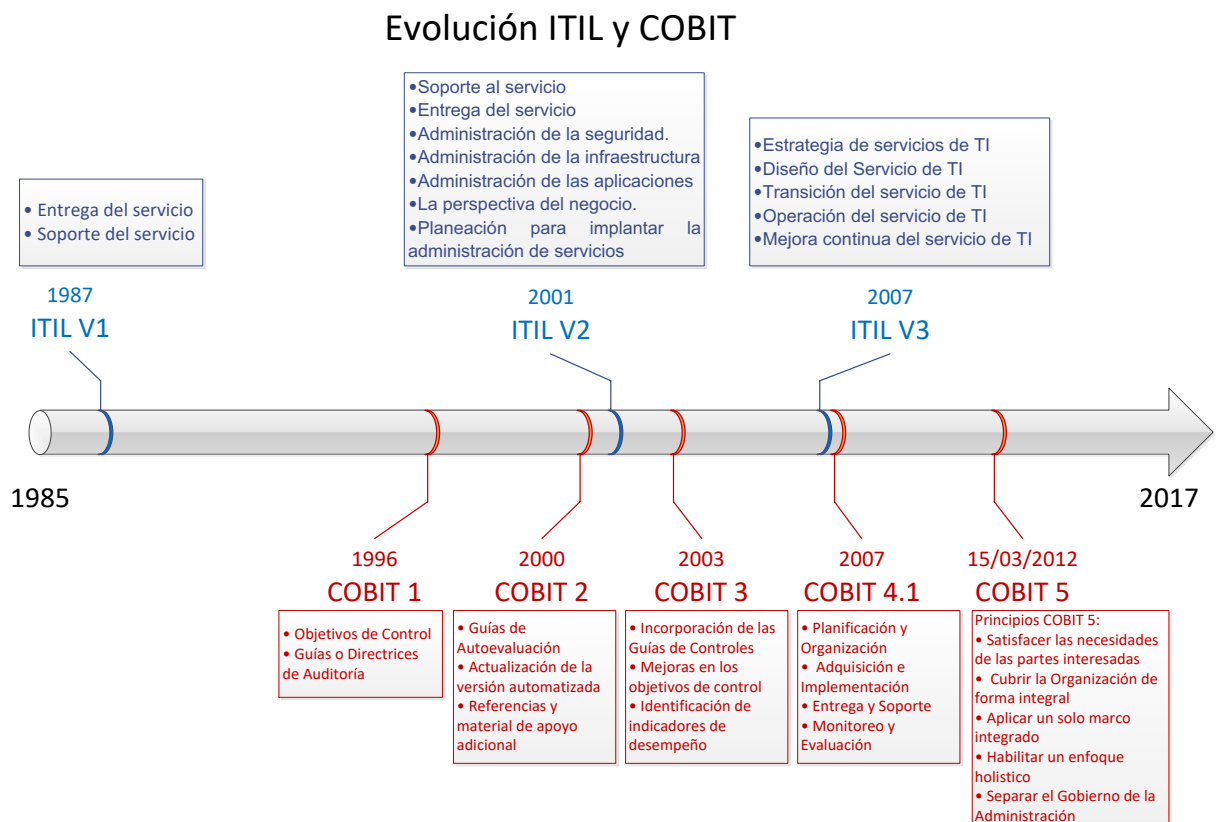 Evolución ITIL y COBIT
• Entrega del servicio
• Soporte del servicio
1987
ITIL V1
•Soporte al servicio
•Entrega del servicio
•Administración de la seguridad.
•Administración de la infraestructura
•Administración de las aplicaciones
•La perspectiva del negocio.
•Planeación para implantar la
administración de servicios
2001
ITIL V2
•Estrategia de servicios de TI
•Diseño del Servicio de TI
•Transición del servicio de TI
•Operación del servicio de TI
•Mejora continua del servicio de TI
2007
ITIL V3
1985
2017
1996
COBIT 1
• Objetivos de Control
• Guías o Directrices
de Auditoría
2000
COBIT 2
• Guías de
Autoevaluación
• Actualización de la
versión automatizada
• Referencias y
material de apoyo
adicional
2003
COBIT 3
• Incorporación de las
Guías de Controles
• Mejoras en los
objetivos de control
• Identificación de
indicadores de
desempeño
2007
COBIT 4.1
• Planificación y
Organización
• Adquisición e
Implementación
• Entrega y Soporte
• Monitoreo y
Evaluación
15/03/2012
COBIT 5
Principios COBIT 5:
• Satisfacer las necesidades
de las partes interesadas
• Cubrir la Organización de
forma integral
• Aplicar un solo marco
integrado
• Habilitar un enfoque
holistico
• Separar el Gobierno de la
Administración